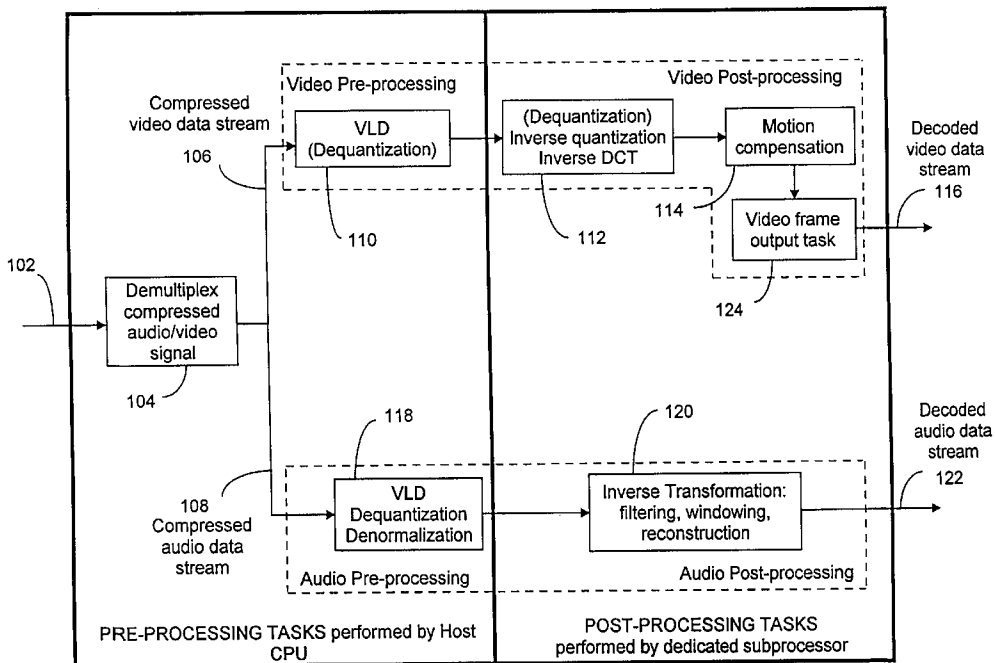 Video Pre-processing
Video Post-processing
Compressed
video data stream
106
VLD
(Dequantization)
110
(Dequantization)
Inverse quantization
Inverse DCT
112
Motion
compensation
114
Video frame
output task
124
Decoded
video data
stream
116
102
Demultiplex
compressed
audio/video
signal
104
108
Compressed
audio data
stream
118
VLD
Dequantization
Denormalization
Audio Pre-processing
120
Inverse Transformation:
filtering, windowing,
reconstruction
Audio Post-processing
Decoded
audio data
stream
122
PRE-PROCESSING TASKS performed by Host
CPU
POST-PROCESSING TASKS
performed by dedicated subprocessor